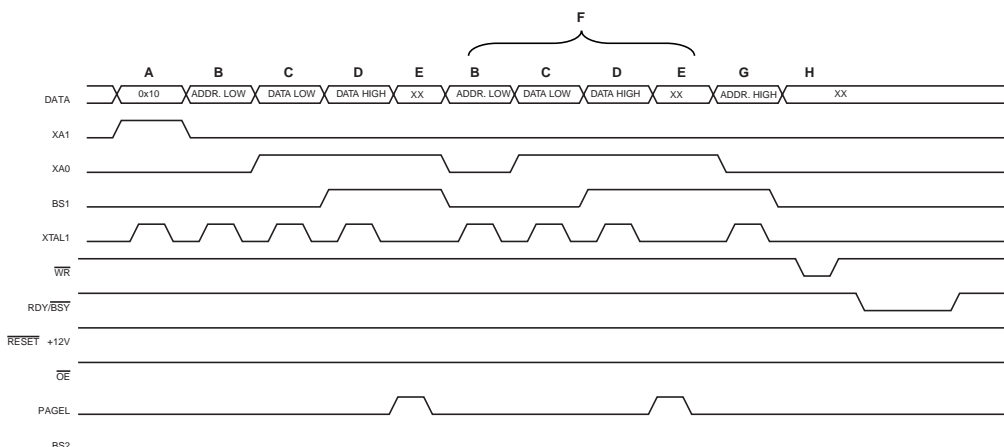 F
A B C D E B C D E G H
DATA 0x10 ADDR. LOW DATA LOW DATA HIGH XX ADDR. LOW DATA LOW DATA HIGH XX ADDR. HIGH XX
XA1
XA0
BS1
XTAL1
WR
RDY/BSY
RESET +12V
OE
PAGEL
BS2